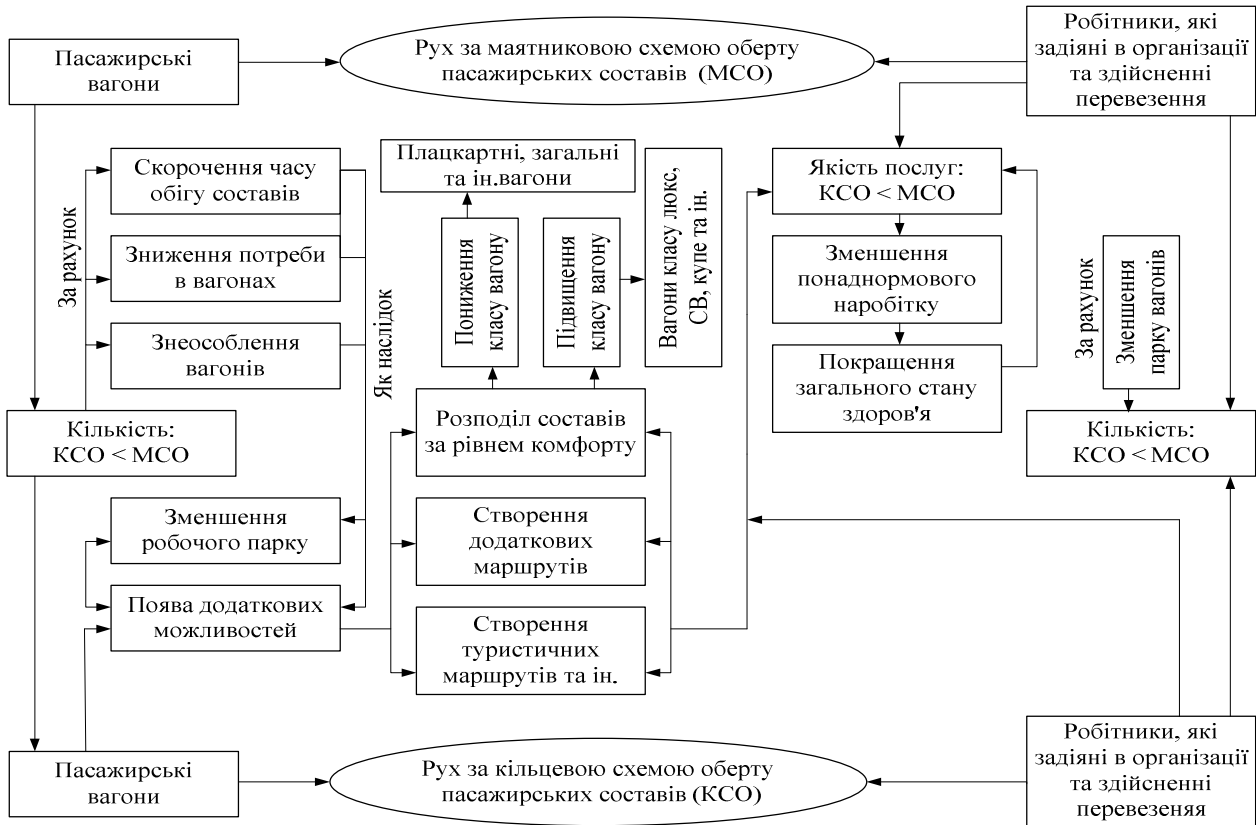 Пасажирські
вагони
Рух за маятниковою схемою оберту
пасажирських составів (МСО)
Робітники, які
задіяні в організації
та здійсненні
перевезення
Скорочення часу
обігу составів
Зниження потреби
в вагонах
Знеособлення
вагонів
За рахунок
Як наслідок
Плацкартні, загальні
та ін.вагони
Пониження
класу вагону
Підвищення
класу вагону
Вагони класу люкс,
СВ, купе та ін.
Якість послуг:
КСО < МСО
Зменшення
понаднормового
наробітку
Покращення
загального стану
здоров'я
За рахунок
Зменшення
парку вагонів
Кількість:
КСО < МСО
Розподіл составів
за рівнем комфорту
Кількість:
КСО < МСО
Зменшення
робочого парку
Створення
додаткових
маршрутів
Поява додаткових
можливостей
Створення
туристичних
маршрутів та ін.
Пасажирські
вагони
Рух за кільцевою схемою оберту
пасажирських составів (КСО)
Робітники, які
задіяні в організації
та здійсненні
перевезеняя